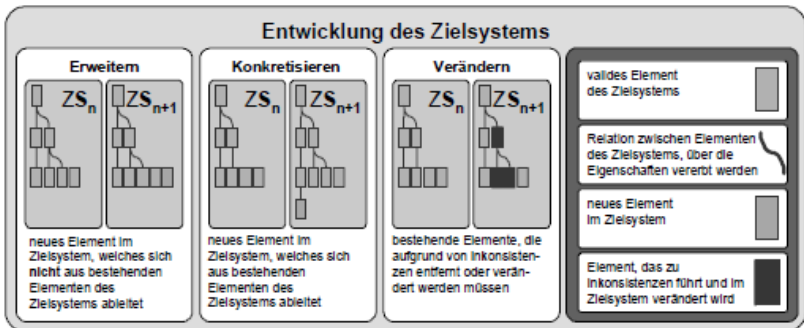 Entwicklung des Zielsystems
Erweitern
ZSn
ZSn+1
neues Element im
Zielsystem, welches sich
nicht aus bestehenden
Elementen des
Zielsystems ableitet
Konkretisieren
ZSn
ZSn+1
neues Element im
Zielsystem, welches sich
aus bestehenden
Elementen des
Zielsystems ableitet
Verändern
ZSn
ZSn+1
bestehende Elemente, die
aufgrund von Inkonsisten-
zen entfernt oder verän-
dert werden müssen
valides Element
des Zielsystems
Relation zwischen Elementen
des Zielsystems, über die
Eigenschaften vererbt werden
neues Element
im Zielsystem
Element, das zu
Inkonsistenzen führt und im
Zielsystem verändert wird